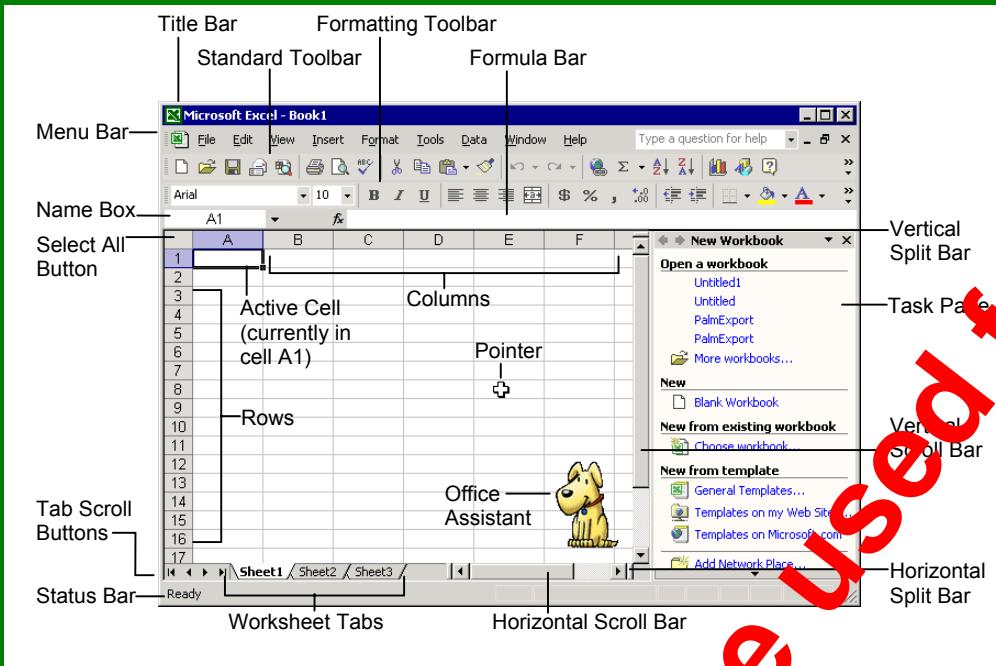 Title Bar
Formatting Toolbar
Standard Toolbar
Formula Bar
Menu Bar
Microsoft Excel - Book1
File Edit View Insert Format Tools Data Window Help
Type a question for help
Arial
10
B I U
$ % ,
Name Box
A1
fx
Select All
Button
A B C D E F
1
2
3
4
5
6
7
8
9
10
11
12
13
14
15
16
17
Columns
Active Cell
(currently in
cell A1)
Pointer
Rows
Office
Assistant
New Workbook
Open a workbook
Untitled1
Untitled
PalmExport
PalmExport
More workbooks...
New
Blank Workbook
New from existing workbook
Choose workbook...
New from template
General Templates...
Templates on my Web Sites...
Templates on Microsoft.com
Add Network Place...
Vertical
Split Bar
Task Pane
Vertical
Scroll Bar
Horizontal
Split Bar
Tab Scroll
Buttons
Sheet1 Sheet2 Sheet3
Status Bar
Ready
Worksheet Tabs
Horizontal Scroll Bar
used